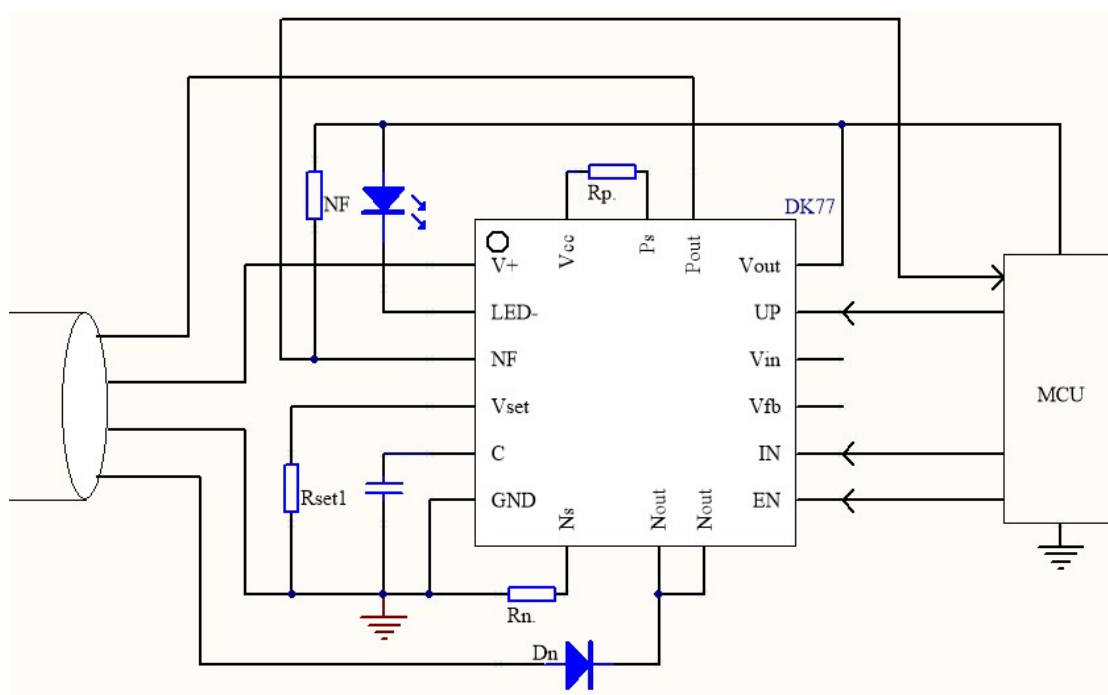 DK77
NF
Rp.
Vcc
Ps
Pout
V+
Vout
LED-
UP
NF
Vin
MCU
Vset
Vfb
C
IN
Rset1
GND
EN
Ns
Nout
Nout
Rn.
Dn